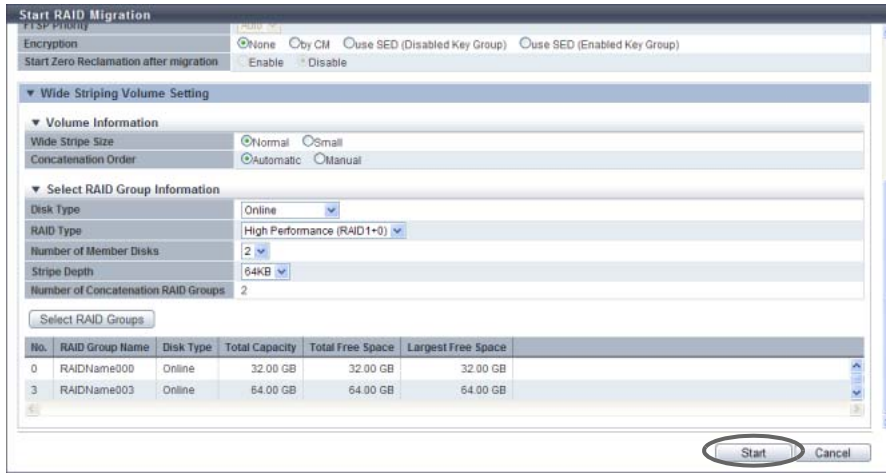 Start RAID Migration
FTSP Priority Auto
Encryption None by CM use SED (Disabled Key Group) use SED (Enabled Key Group)
Start Zero Reclamation after migration Enable Disable
Wide Striping Volume Setting
Volume Information
Wide Stripe Size Normal Small
Concatenation Order Automatic Manual
Select RAID Group Information
Disk Type Online
RAID Type High Performance (RAID1+0)
Number of Member Disks 2
Stripe Depth 64KB
Number of Concatenation RAID Groups 2
Select RAID Groups
No. RAID Group Name Disk Type Total Capacity Total Free Space Largest Free Space
0 RAIDName000 Online 32.00 GB 32.00 GB 32.00 GB
3 RAIDName003 Online 64.00 GB 64.00 GB 64.00 GB
Start Cancel